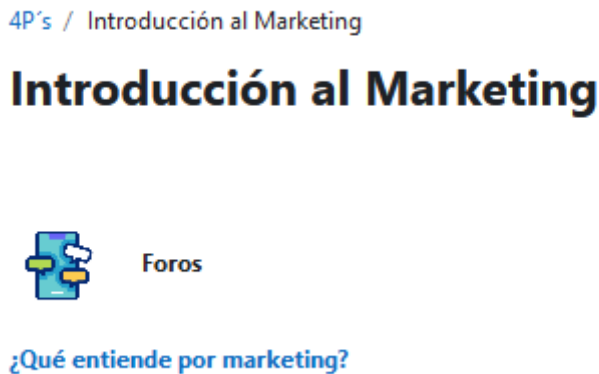 4P´s / Introducción al Marketing
Introducción al Marketing
Foros
¿Qué entiende por marketing?